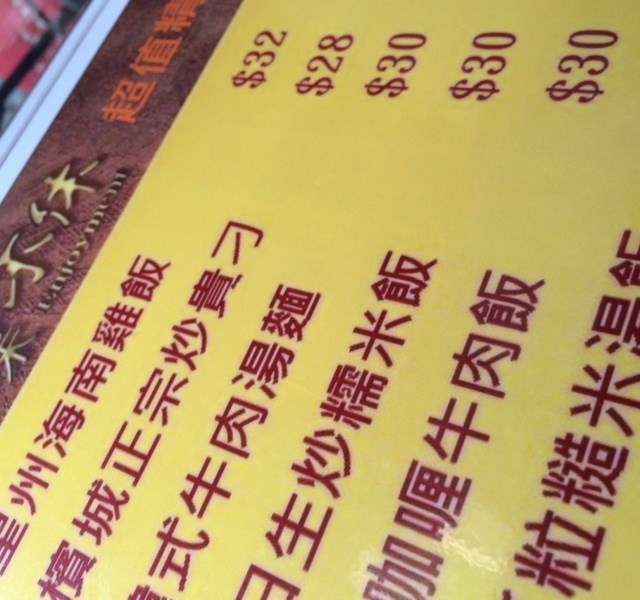 超值精
Enjoyment
$32
$28
$30
$30
$30
星州海南雞飯
檳城正宗炒貴刁
式牛肉湯麵
日生炒糯米飯
咖喱牛肉飯
粒糙米湯飯